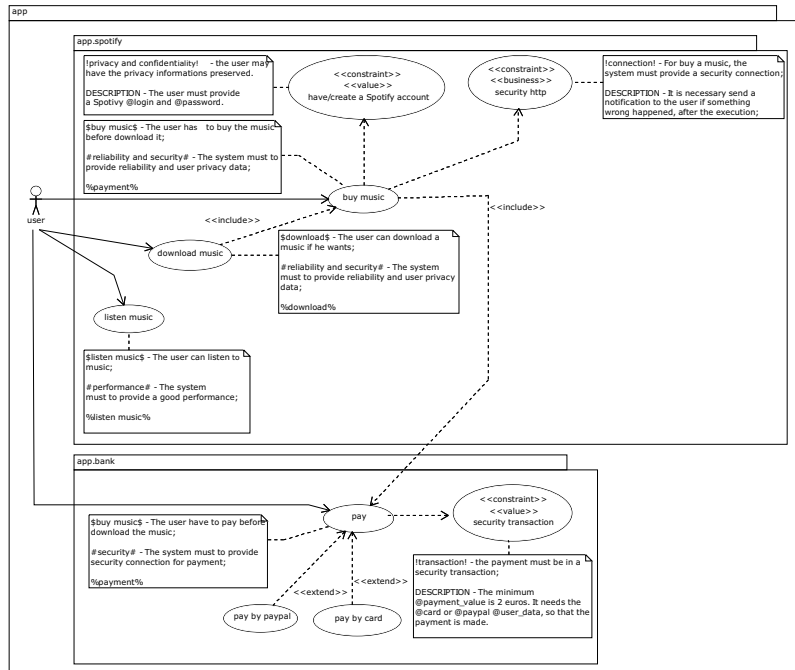 app
app.spotify
!privacy and confidentiality! - the user may
have the privacy informations preserved.
DESCRIPTION - The user must provide
a Spotivy @login and @password.
<<constraint>>
<<value>>
have/create a Spotify account
<<constraint>>
<<business>>
security http
!connection! - For buy a music, the
system must provide a security connection;
DESCRIPTION - It is necessary send a
notification to the user if something
wrong happened, after the execution;
$buy music$ - The user has to buy the music
before download it;
#reliability and security# - The system must to
provide reliability and user privacy data;
%payment%
buy music
user
<<include>>
<<include>>
download music
$download$ - The user can download a
music if he wants;
#reliability and security# - The system
must to provide reliability and user privacy
data;
%download%
listen music
$listen music$ - The user can listen to
music;
#performance# - The system
must to provide a good performance;
%listen music%
app.bank
pay
<<constraint>>
<<value>>
security transaction
$buy music$ - The user have to pay before
download the music;
#security# - The system must to provide
security connection for payment;
%payment%
!transaction! - the payment must be in a
security transaction;
DESCRIPTION - The minimum
@payment_value is 2 euros. It needs the
@card or @paypal @user_data, so that the
payment is made.
<<extend>>
<<extend>>
pay by paypal
pay by card